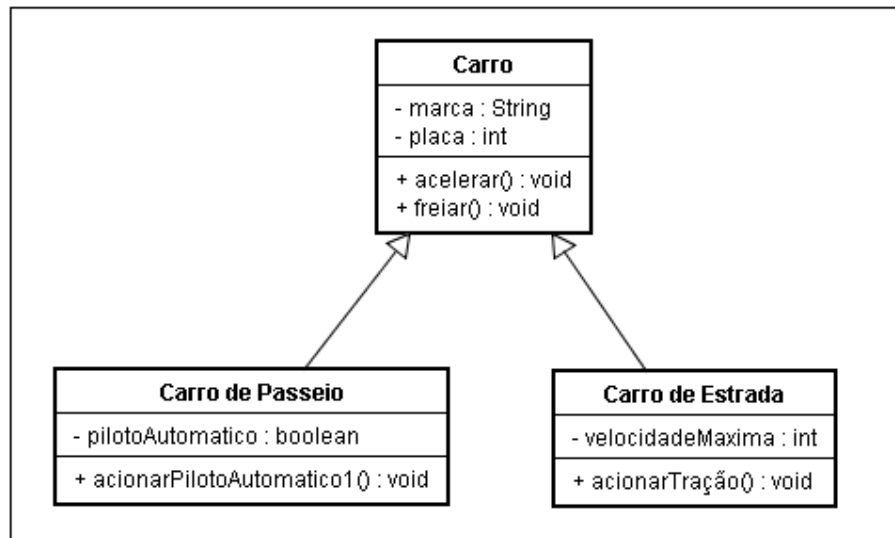 Carro
- marca : String
- placa : int
+ acelerar() : void
+ freiar() : void
Carro de Passeio
- pilotoAutomatico : boolean
+ acionarPilotoAutomatico1() : void
Carro de Estrada
- velocidadeMaxima : int
+ acionarTração() : void